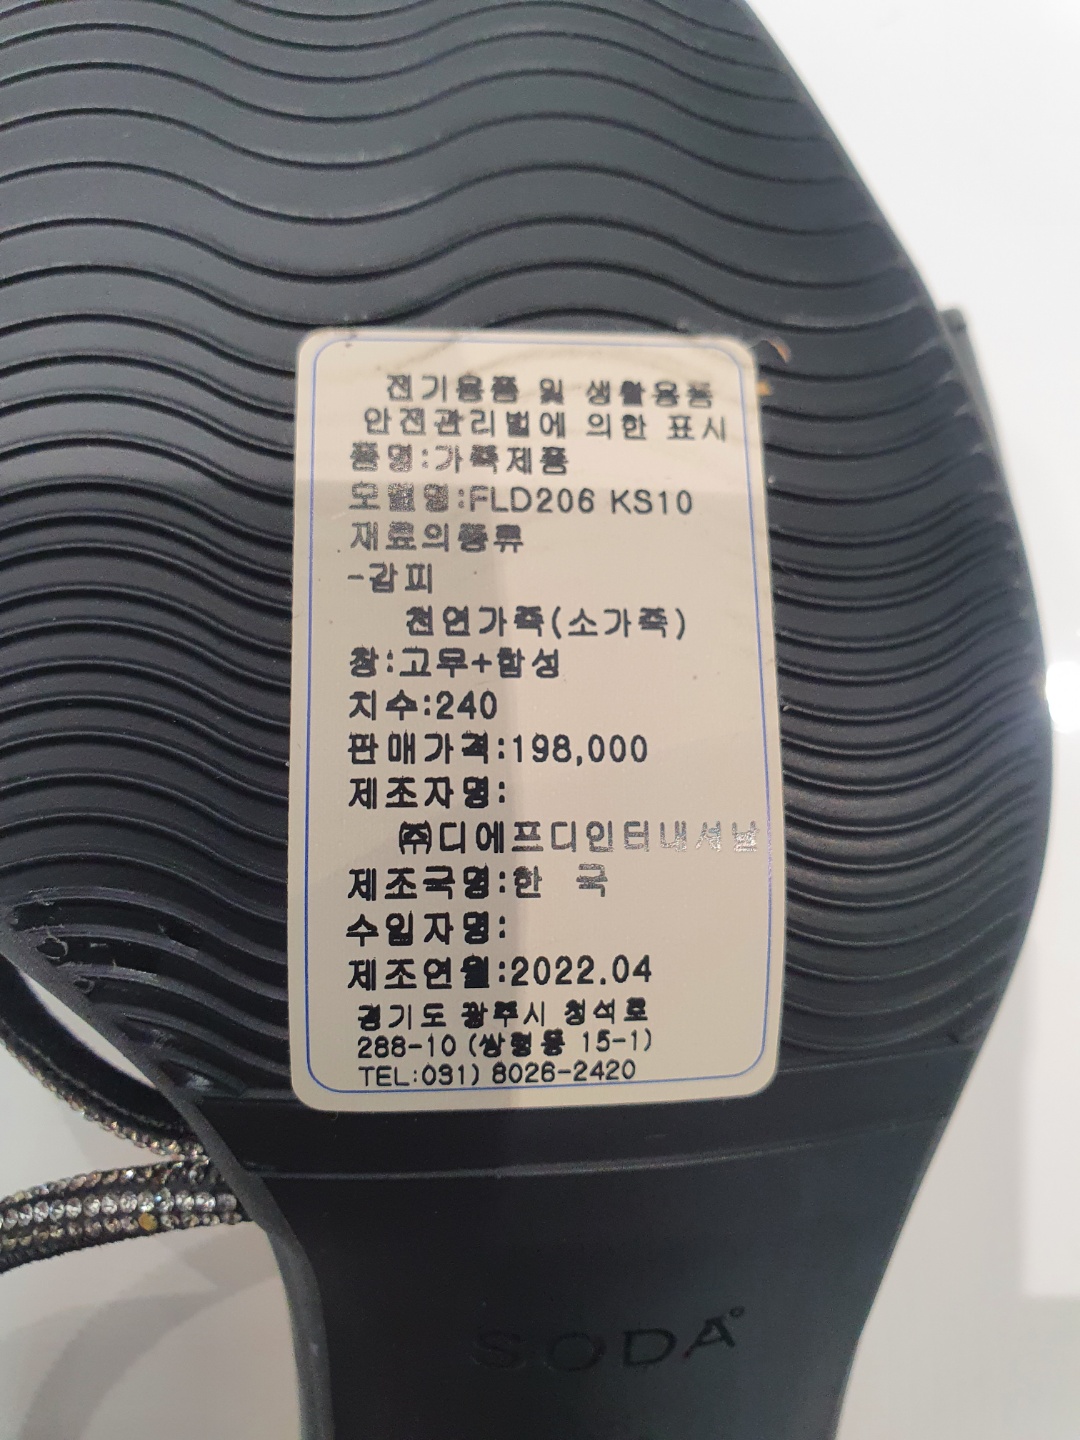 전기용품 및 생활용품
안전관리법에 의한 표시
품명:가죽제품
모델명:FLD206 KS10
재료의종류
-갑피
천연가죽(소가죽)
창:고무+합성
치수:240
판매가격:198,000
제조자명:
㈜디에프디인터내셔날
제조국명:한 국
수입자명:
제조연월:2022.04
경기도 광주시 청석로
288-10 (쌍령동 15-1)
TEL:031) 8026-2420
SODA